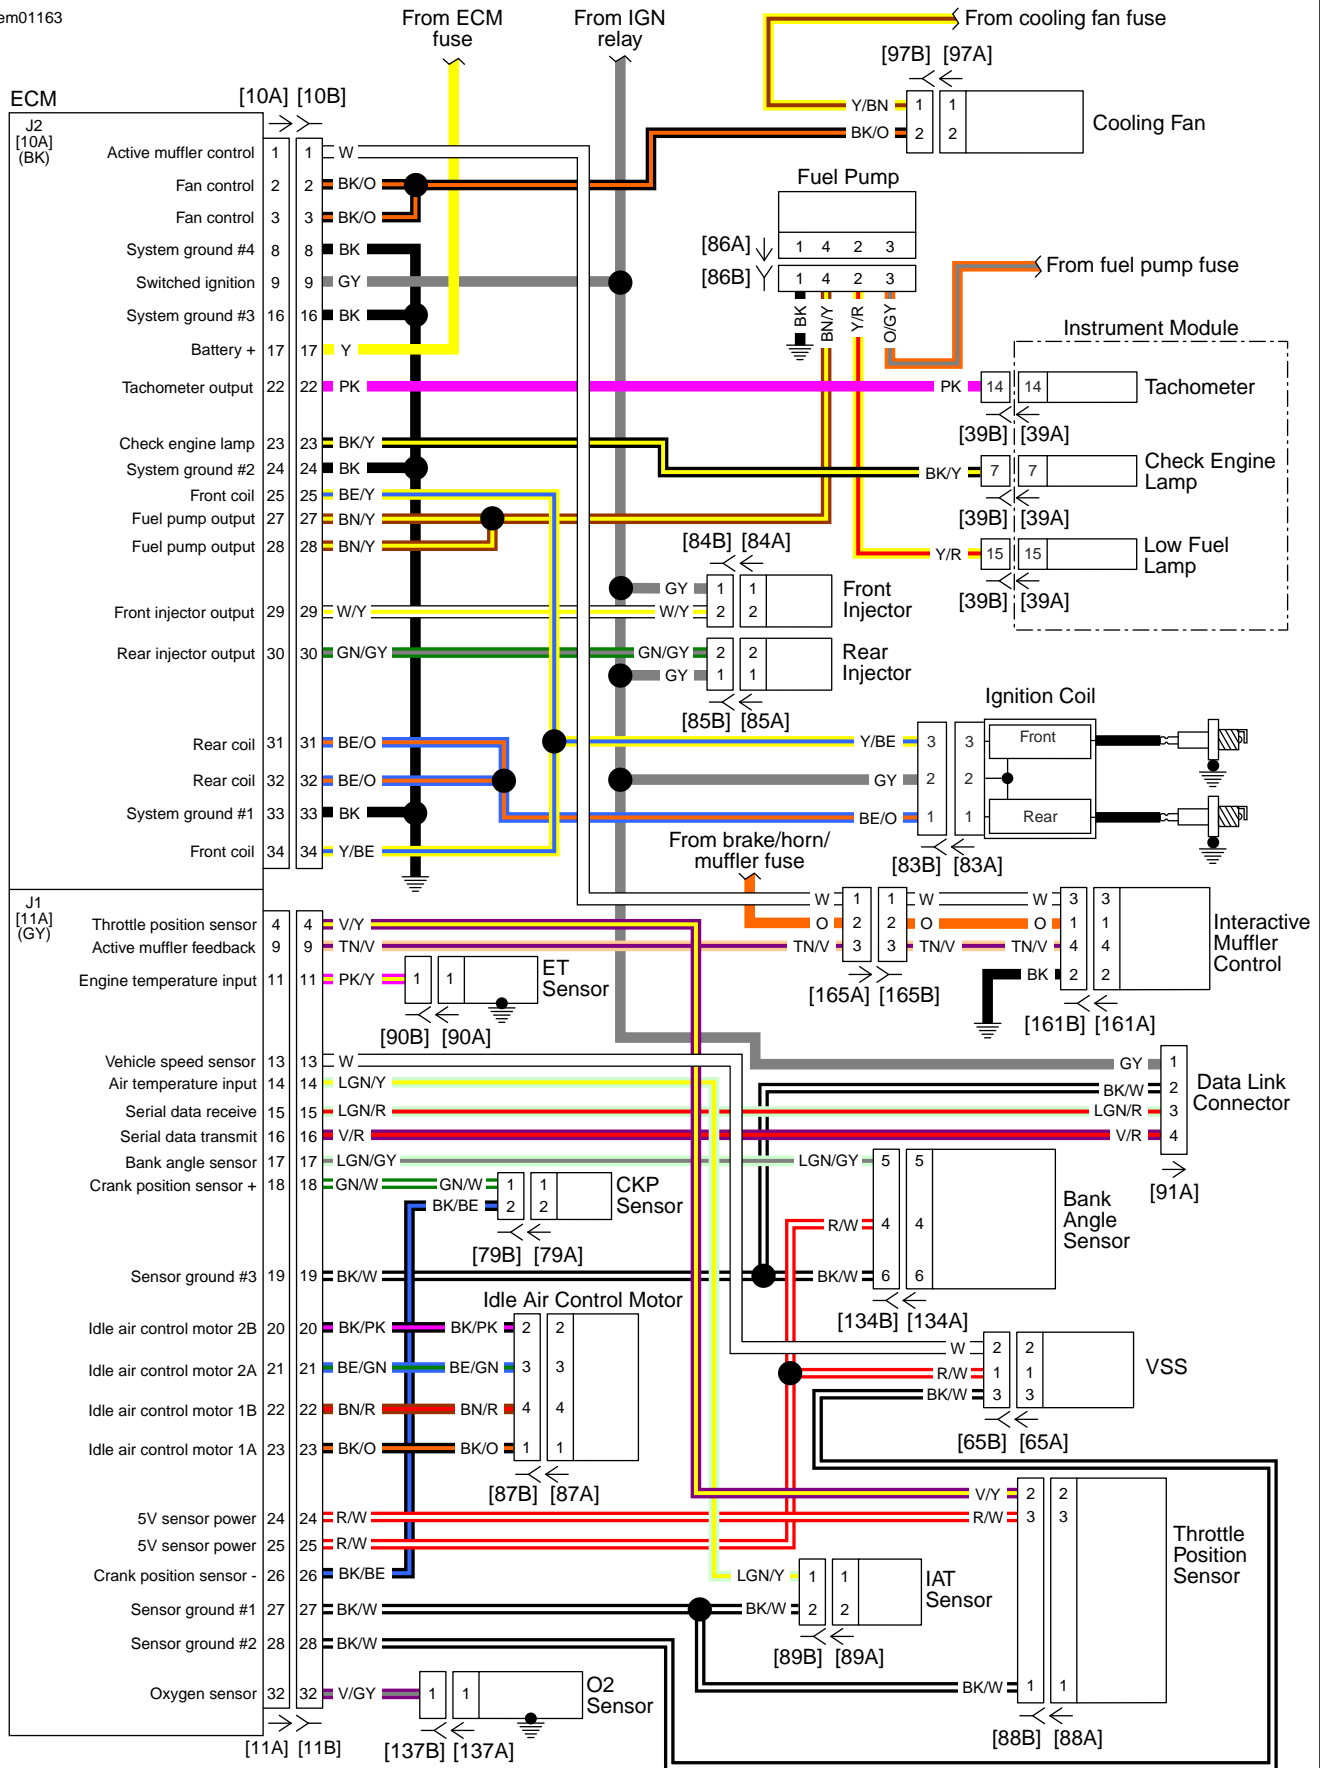 em01163
From ECM
fuse
From IGN
relay
From cooling fan fuse
[97B] [97A]
Y/BN 1 1
BK/O 2 2
Cooling Fan
ECM
[10A] [10B]
J2
[10A]
(BK)
Active muffler control 1 1 W
Fan control 2 2 BK/O
Fan control 3 3 BK/O
System ground #4 8 8 BK
Switched ignition 9 9 GY
System ground #3 16 16 BK
Battery + 17 17 Y
Tachometer output 22 22 PK
Check engine lamp 23 23 BK/Y
System ground #2 24 24 BK
Front coil 25 25 BE/Y
Fuel pump output 27 27 BN/Y
Fuel pump output 28 28 BN/Y
Front injector output 29 29 W/Y
Rear injector output 30 30 GN/GY
Rear coil 31 31 BE/O
Rear coil 32 32 BE/O
System ground #1 33 33 BK
Front coil 34 34 Y/BE
Fuel Pump
[86A] 1 4 2 3
[86B] 1 4 2 3
BK BN/Y Y/R O/GY
From fuel pump fuse
Instrument Module
PK 14 14 Tachometer
[39B] [39A]
BK/Y 7 7 Check Engine
Lamp
[39B] [39A]
Y/R 15 15 Low Fuel
Lamp
[39B] [39A]
[84B] [84A]
GY 1 1 Front
W/Y 2 2 Injector
GN/GY 2 2 Rear
GY 1 1 Injector
[85B] [85A]
Ignition Coil
Y/BE 3 3 Front
GY 2 2
BE/O 1 1 Rear
[83B] [83A]
From brake/horn/
muffler fuse
W 1 1 W W 3 3
O 2 2 O O 1 1
TN/V 3 3 TN/V TN/V 4 4
BK 2 2
Interactive
Muffler
Control
[165A] [165B]
[161B] [161A]
J1
[11A]
(GY)
Throttle position sensor 4 4 V/Y
Active muffler feedback 9 9 TN/V
Engine temperature input 11 11 PK/Y 1 1 ET
Sensor
[90B] [90A]
Vehicle speed sensor 13 13 W
Air temperature input 14 14 LGN/Y
Serial data receive 15 15 LGN/R
Serial data transmit 16 16 V/R
Bank angle sensor 17 17 LGN/GY
Crank position sensor + 18 18 GN/W
Sensor ground #3 19 19 BK/W
Idle air control motor 2B 20 20 BK/PK
Idle air control motor 2A 21 21 BE/GN
Idle air control motor 1B 22 22 BN/R
Idle air control motor 1A 23 23 BK/O
5V sensor power 24 24 R/W
5V sensor power 25 25 R/W
Crank position sensor - 26 26 BK/BE
Sensor ground #1 27 27 BK/W
Sensor ground #2 28 28 BK/W
Oxygen sensor 32 32 V/GY
[11A] [11B]
GY 1
BK/W 2
LGN/R 3
V/R 4
Data Link
Connector
[91A]
GN/W 1 1 CKP
BK/BE 2 2 Sensor
[79B] [79A]
LGN/GY 5 5
R/W 4 4
BK/W 6 6
Bank
Angle
Sensor
[134B] [134A]
Idle Air Control Motor
BK/PK 2 2
BE/GN 3 3
BN/R 4 4
BK/O 1 1
[87B] [87A]
W 2 2
R/W 1 1
BK/W 3 3
VSS
[65B] [65A]
V/Y 2 2
R/W 3 3
BK/W 1 1
Throttle
Position
Sensor
[88B] [88A]
LGN/Y 1 1 IAT
BK/W 2 2 Sensor
[89B] [89A]
1 1 O2
Sensor
[137B] [137A]